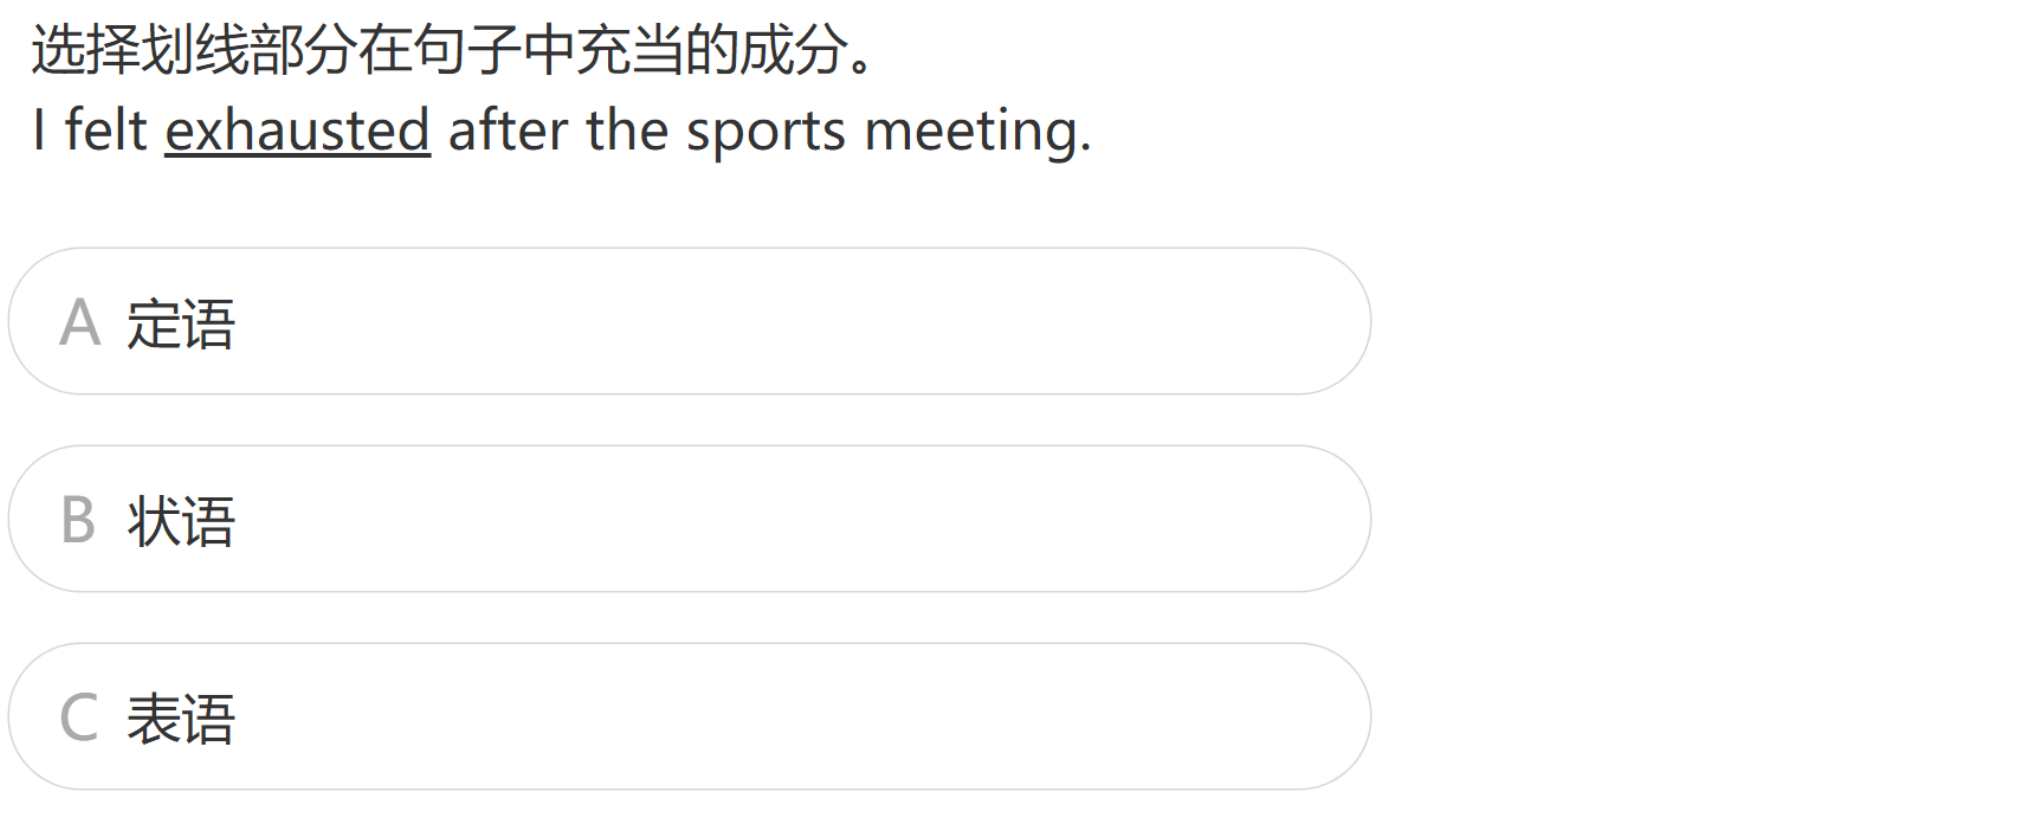 选择划线部分在句子中充当的成分。
I felt exhausted after the sports meeting.
A 定语
B 状语
C 表语